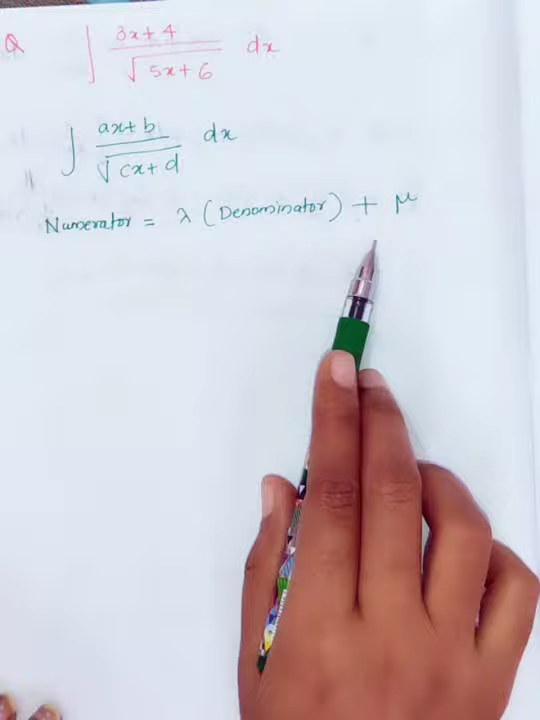 Q ∫ (3x+4)/√(5x+6) dx
∫ (ax+b)/√(cx+d) dx
Numerator = λ (Denominator) + μ